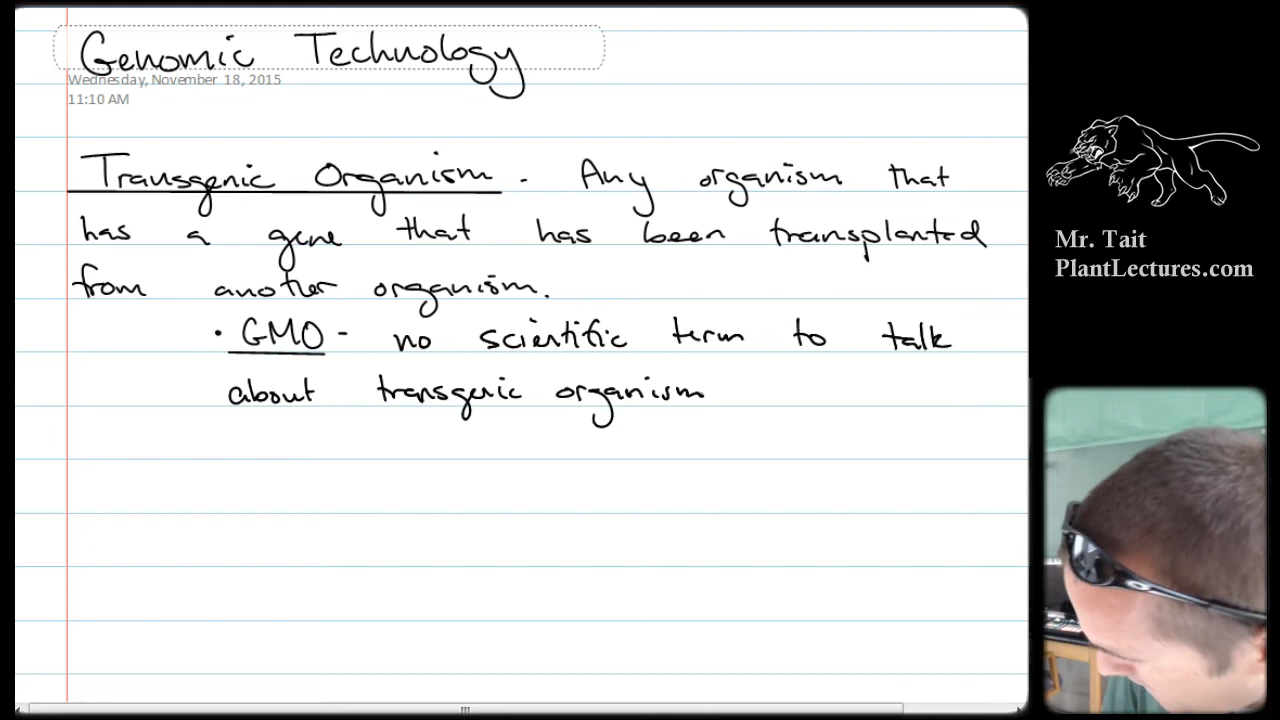 Genomic Technology
Wednesday, November 18, 2015
11:10 AM
Transgenic Organism - Any organism that
has a gene that has been transplanted
from another organism.
• GMO - no scientific term to talk
about transgenic organism
Mr. Tait
PlantLectures.com